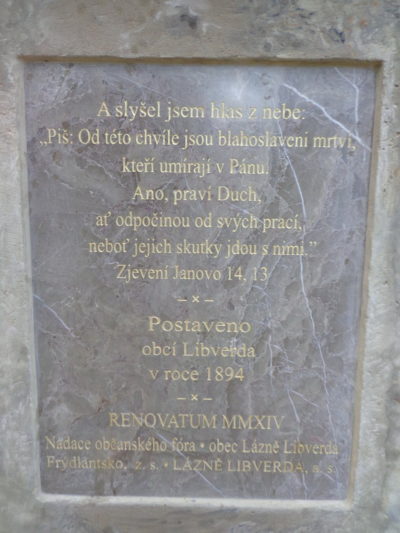 A slyšel jsem hlas z nebe:
„Piš: Od této chvíle jsou blahoslavení mrtví,
kteří umírají v Pánu.
Ano, praví Duch,
ať odpočinou od svých prací,
neboť jejich skutky jdou s nimi.”
Zjevení Janovo 14, 13
– × –
Postaveno
obcí Libverda
v roce 1894
– × –
RENOVATUM MMXIV
Nadace občanského fóra • obec Lázně Libverda
Frýdlantsko, z. s. • LÁZNĚ LIBVERDA, a. s.